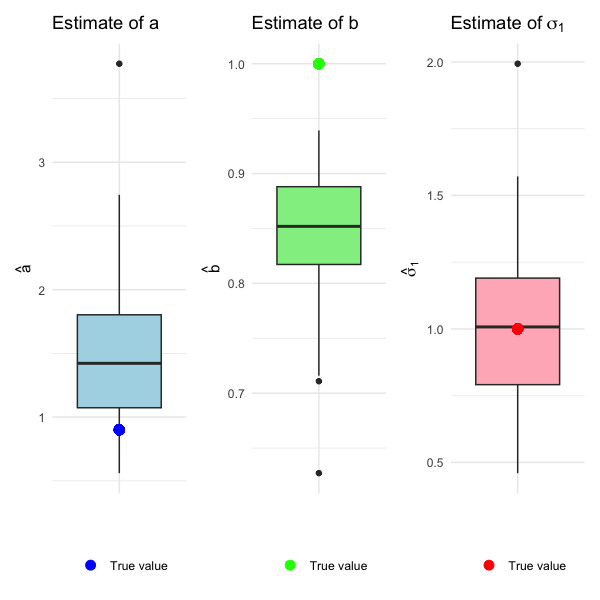 Estimate of a
Estimate of b
Estimate of σ₁
â
3
2
1
b̂
1.0
0.9
0.8
0.7
σ̂₁
2.0
1.5
1.0
0.5
True value
True value
True value